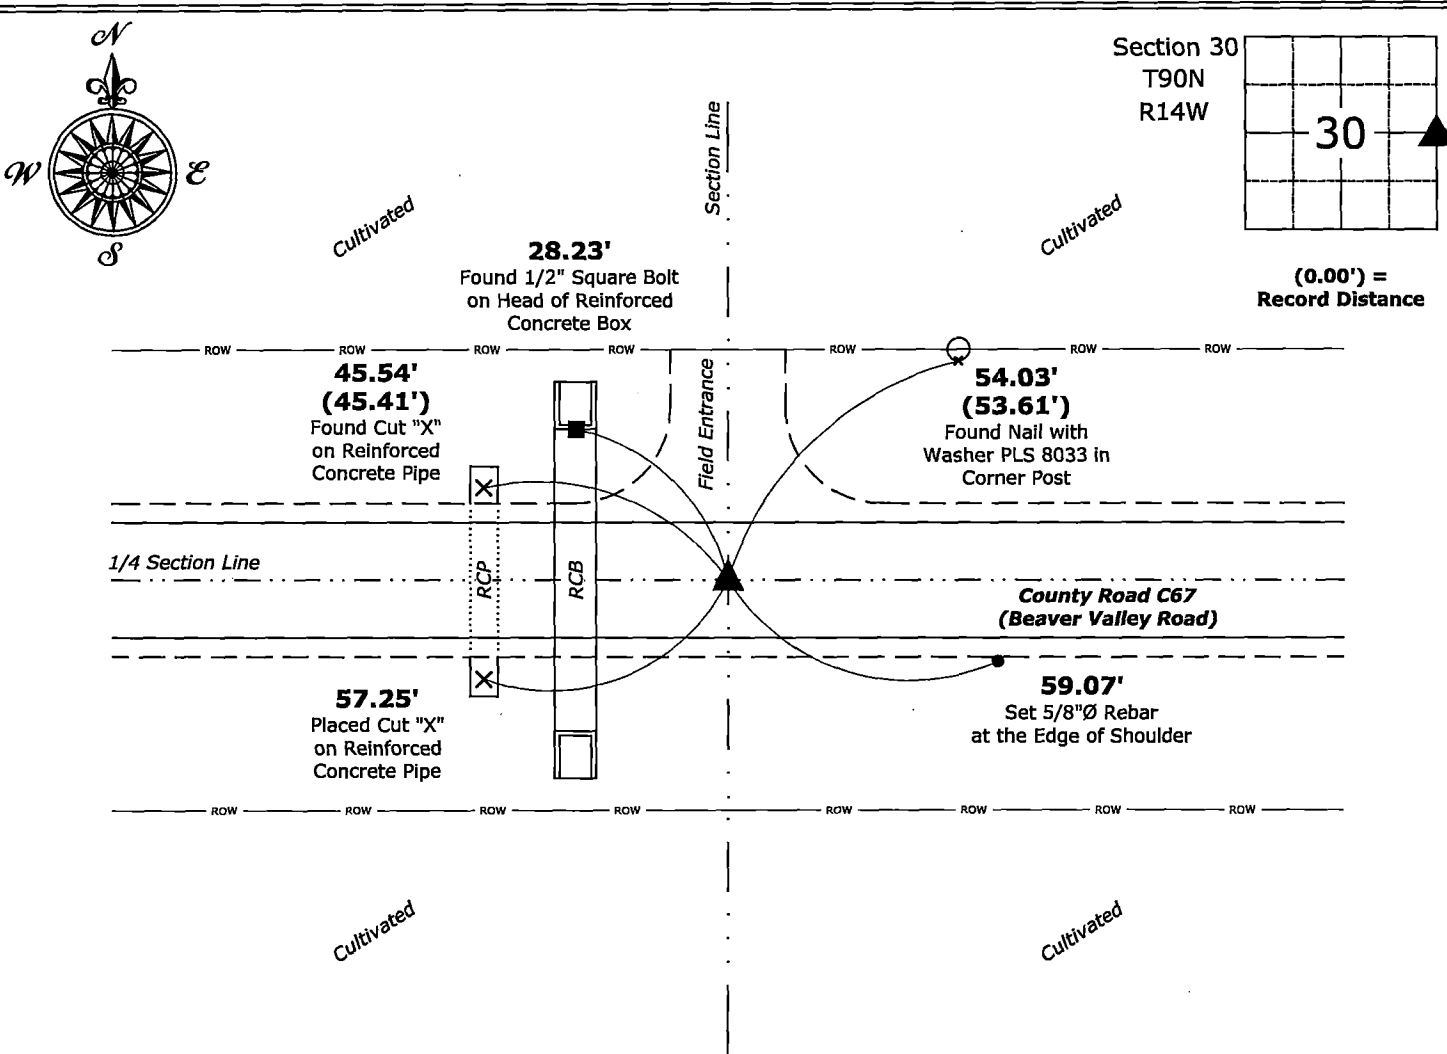 N
W
E
S
Section 30
T90N
R14W
30
(0.00') =
Record Distance
Section Line
Cultivated
Cultivated
28.23'
Found 1/2" Square Bolt
on Head of Reinforced
Concrete Box
ROW ROW ROW ROW ROW ROW ROW
45.54'
(45.41')
Found Cut "X"
on Reinforced
Concrete Pipe
Field Entrance
54.03'
(53.61')
Found Nail with
Washer PLS 8033 in
Corner Post
1/4 Section Line
RCP
RCB
County Road C67
(Beaver Valley Road)
57.25'
Placed Cut "X"
on Reinforced
Concrete Pipe
59.07'
Set 5/8"Ø Rebar
at the Edge of Shoulder
ROW ROW ROW ROW ROW ROW ROW ROW
Cultivated
Cultivated